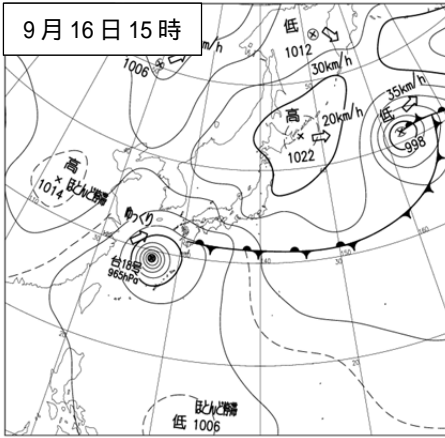 9月16日15時
低
1012
30km/h
km/h
1006
35km/h
低
998
高
20km/h
1022
高
1014
ほとんど停滞
ゆっくり
台18号
965hPa
ほとんど停滞
低 1006